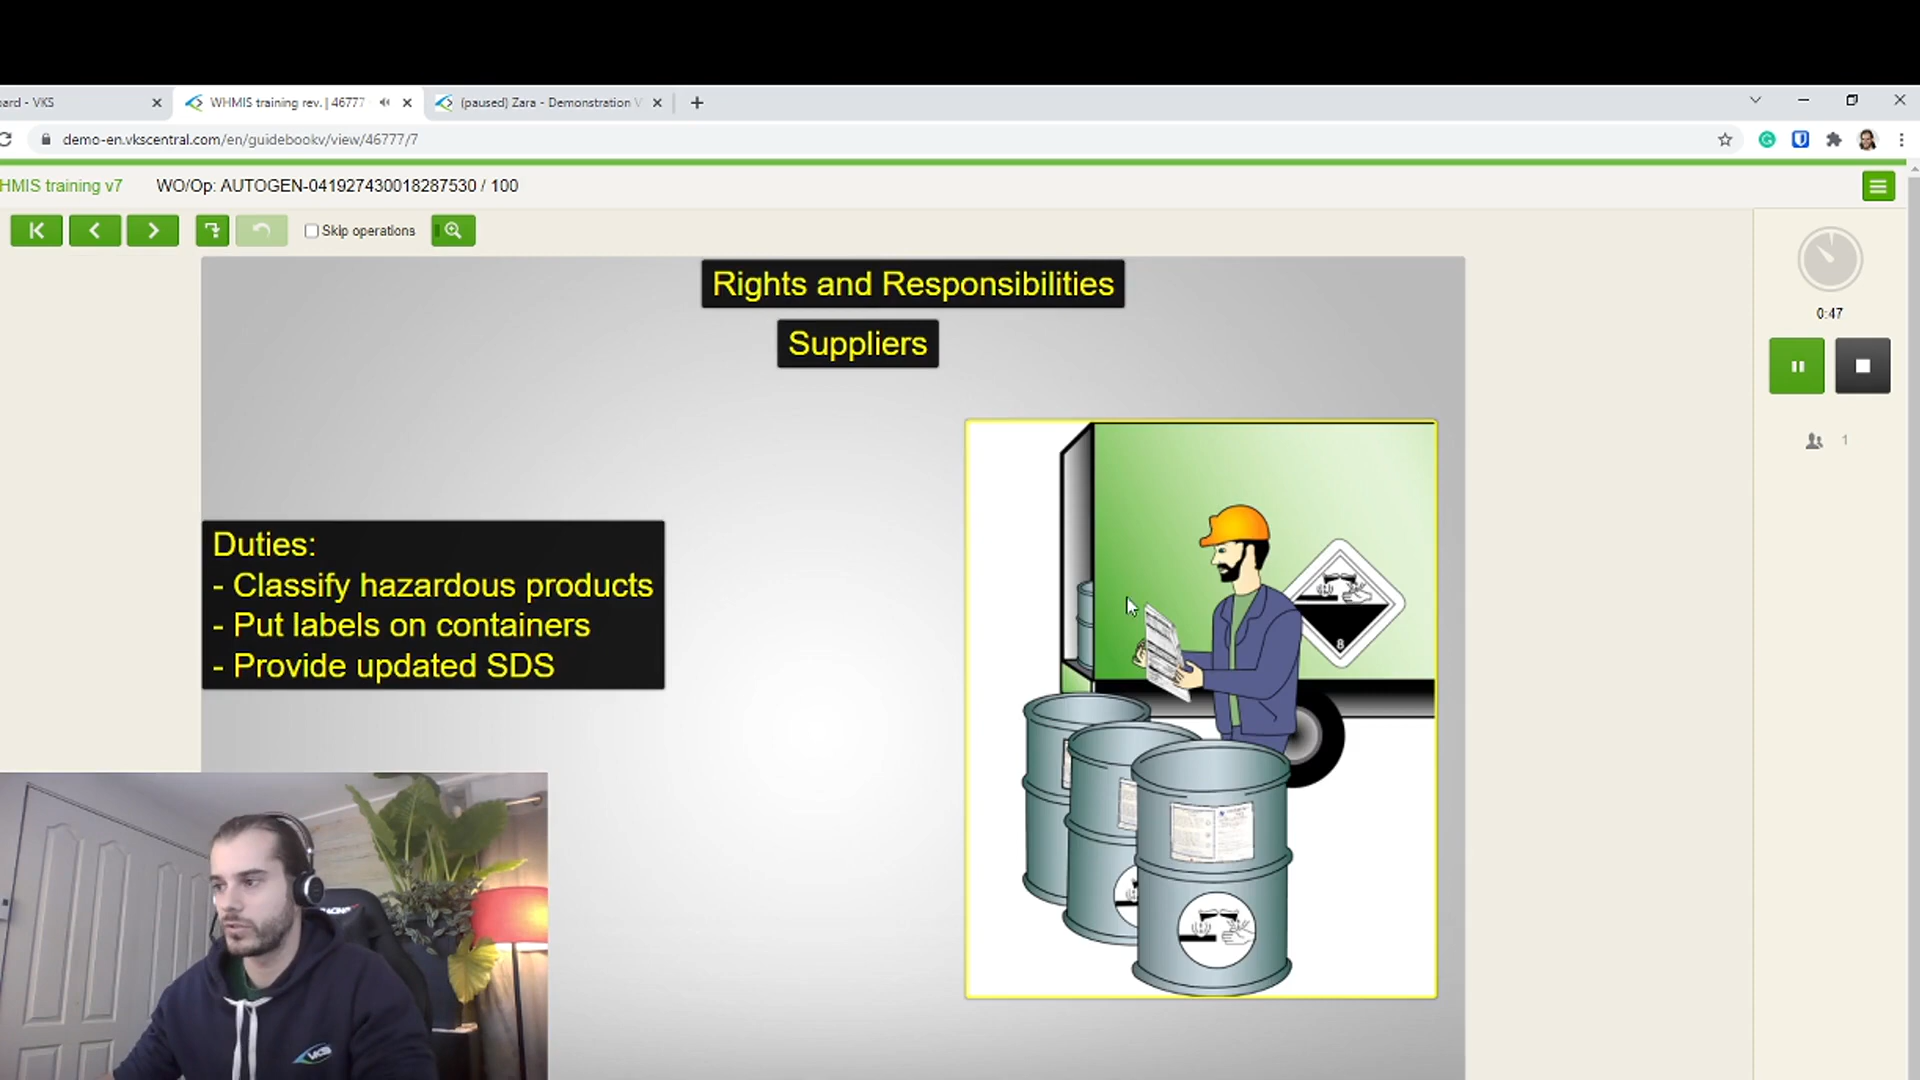 ard - VKS
WHMIS training rev. | 46777
(paused) Zara - Demonstration V
demo-en.vkscentral.com/en/guidebookv/view/46777/7
HMIS training v7
WO/Op: AUTOGEN-041927430018287530 / 100
Skip operations
Rights and Responsibilities
Suppliers
0:47
1
Duties:
- Classify hazardous products
- Put labels on containers
- Provide updated SDS
8
VKS